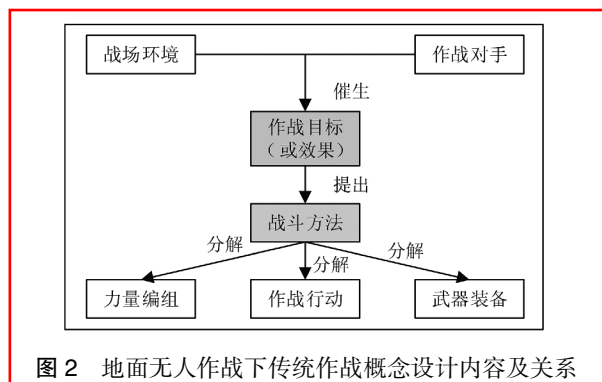 战场环境
作战对手
催生
作战目标
（或效果）
提出
战斗方法
分解
分解
分解
力量编组
作战行动
武器装备
图 2 地面无人作战下传统作战概念设计内容及关系